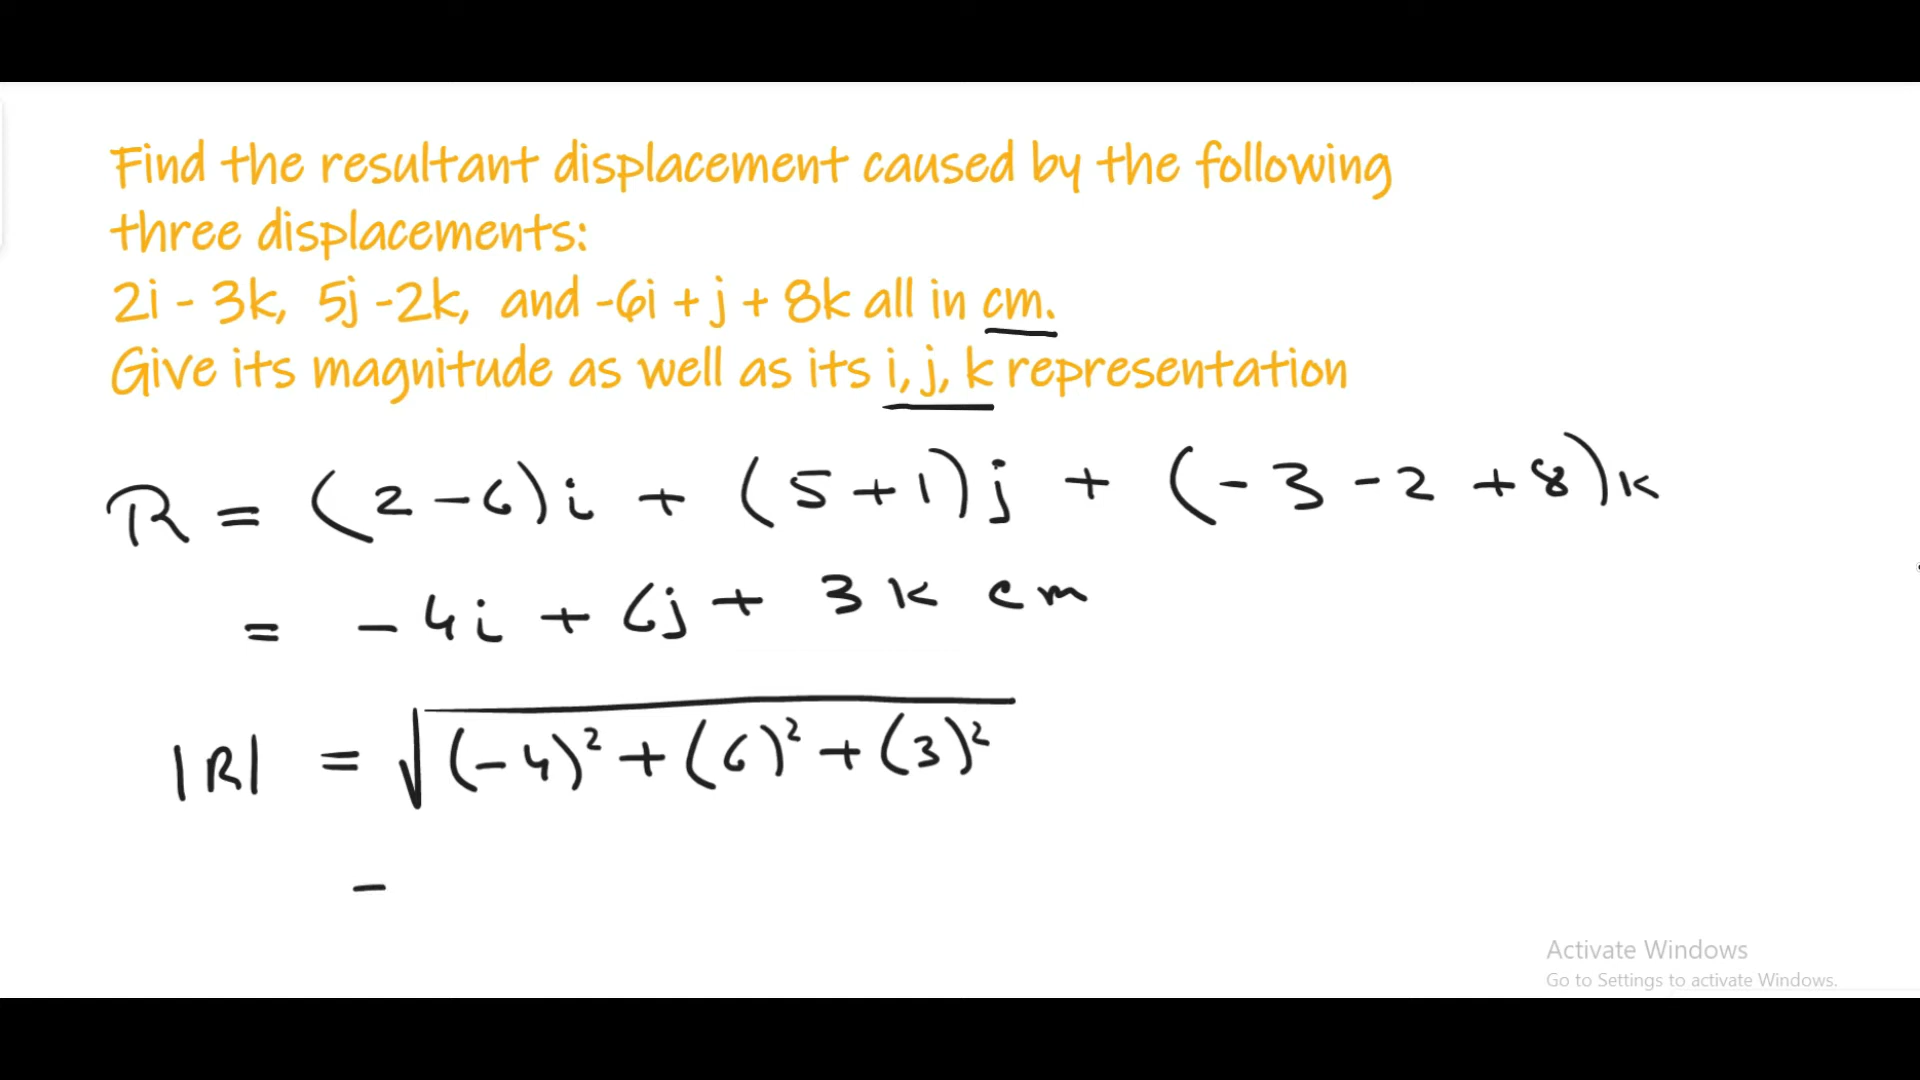 Find the resultant displacement caused by the following
three displacements:
2i - 3k, 5j -2k, and -6i + j + 8k all in cm.
Give its magnitude as well as its i, j, k representation
R = (2 - 6)i + (5 + 1)j + (-3 - 2 + 8)k
= - 4i + 6j + 3k cm
|R| = √(-4)² + (6)² + (3)²
-
Activate Windows
Go to Settings to activate Windows.